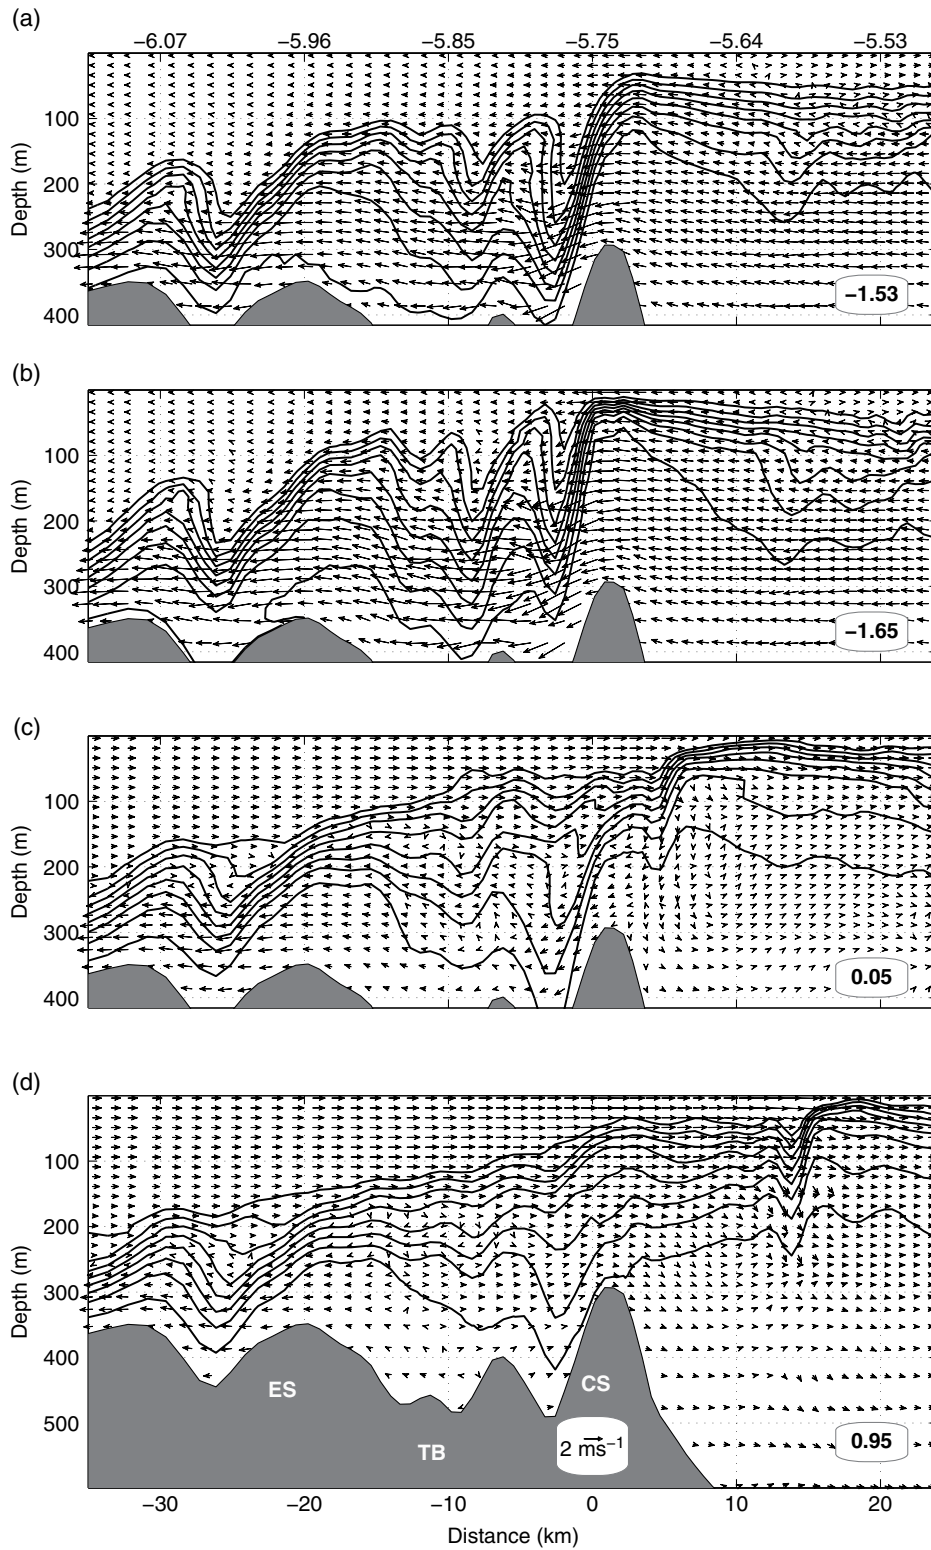 (a)
−6.07 −5.96 −5.85 −5.75 −5.64 −5.53
100
200
300
400
Depth (m)
−1.53
(b)
100
200
300
400
Depth (m)
−1.65
(c)
100
200
300
400
Depth (m)
0.05
(d)
100
200
300
400
500
Depth (m)
ES
CS
TB
2 ms⁻¹
0.95
−30 −20 −10 0 10 20
Distance (km)